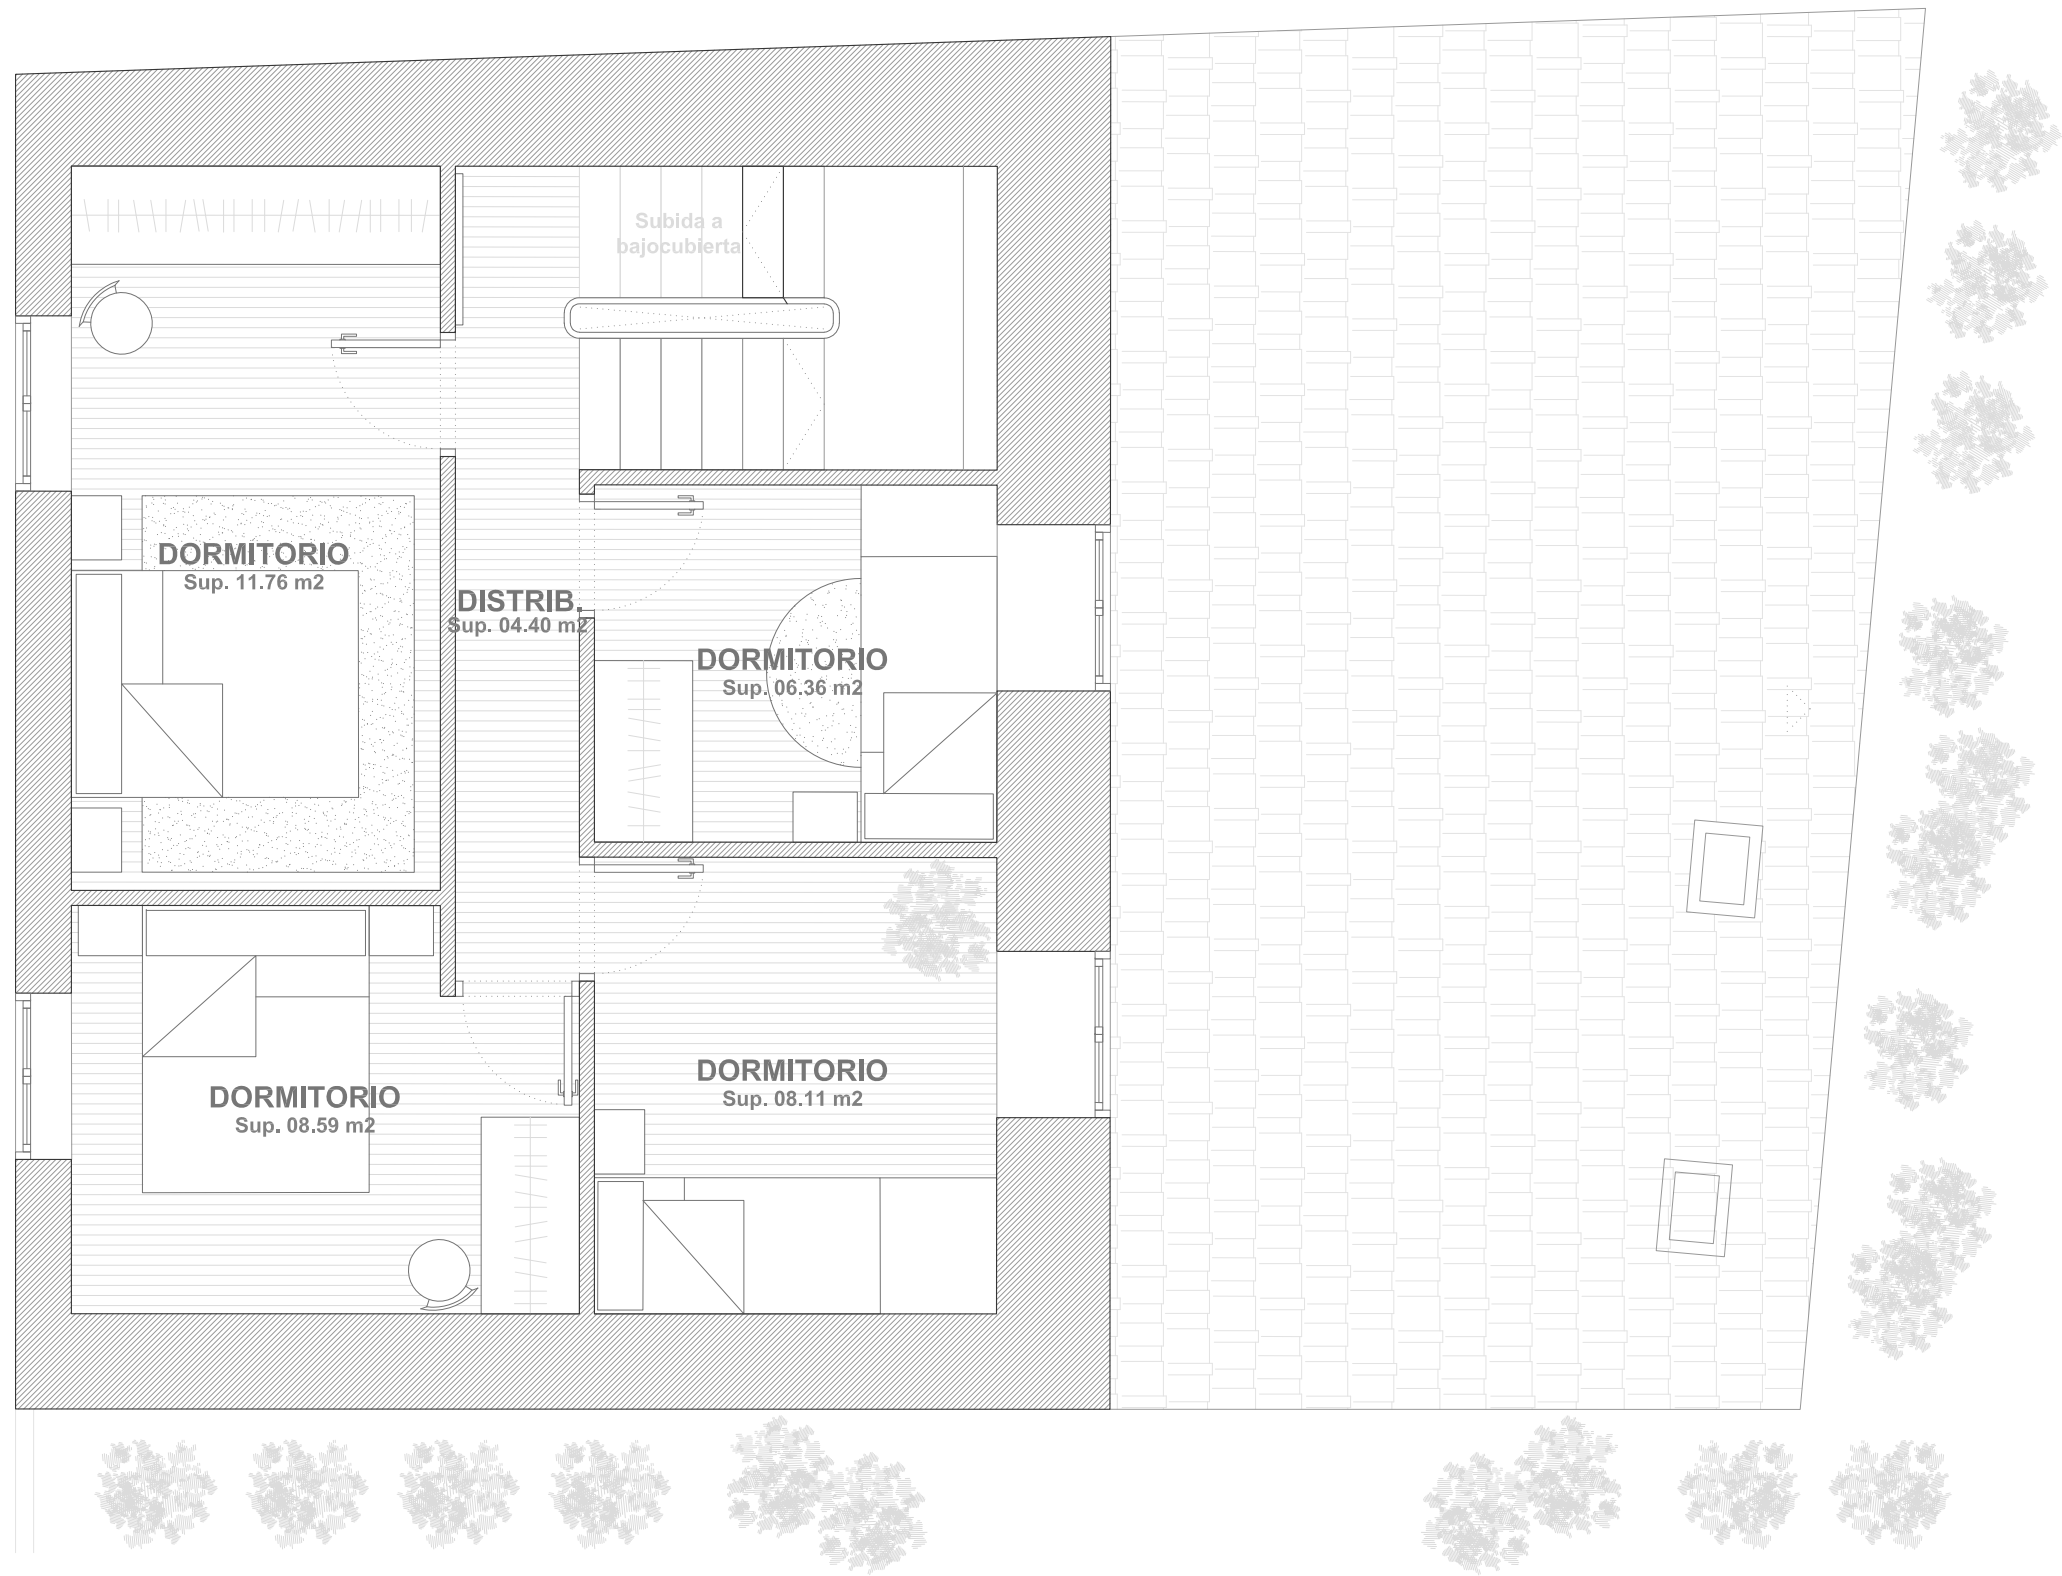 Subida a
bajocubierta
DORMITORIO
Sup. 11.76 m2
DISTRIB.
Sup. 04.40 m2
DORMITORIO
Sup. 06.36 m2
DORMITORIO
Sup. 08.59 m2
DORMITORIO
Sup. 08.11 m2